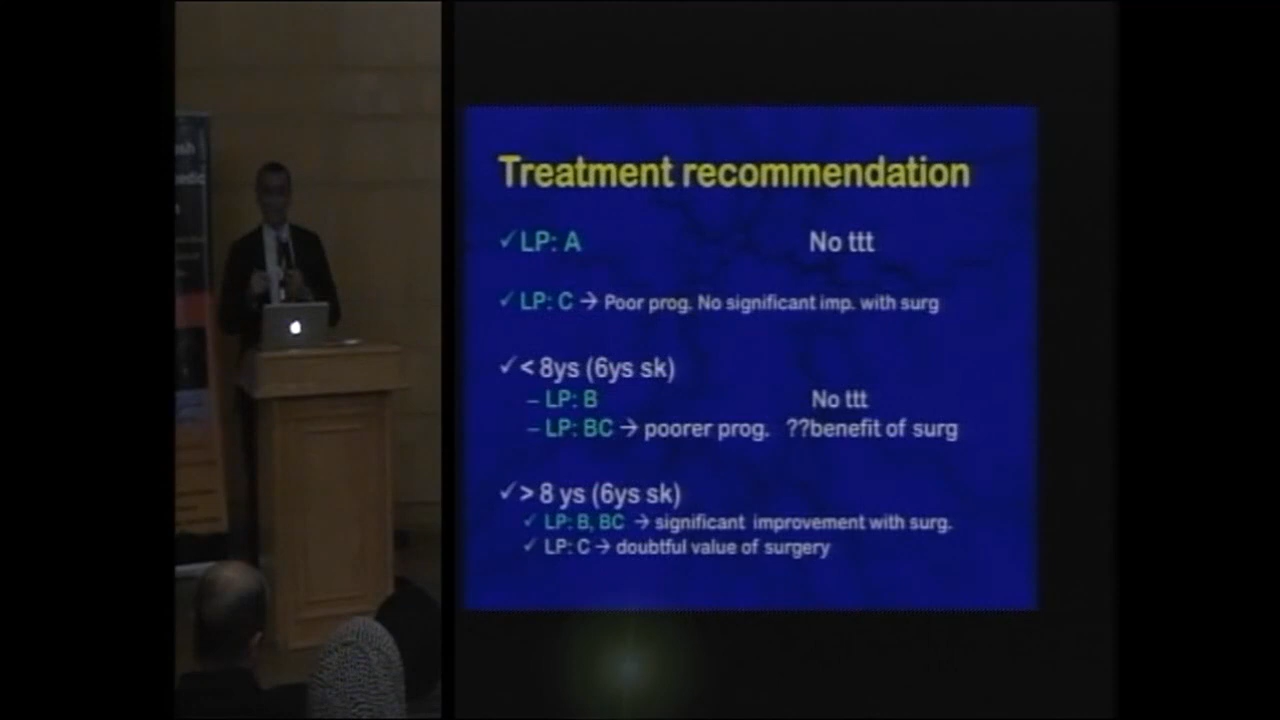 Treatment recommendation
✓ LP: A No ttt
✓ LP: C → Poor prog. No significant imp. with surg
✓ < 8ys (6ys sk)
– LP: B No ttt
– LP: BC → poorer prog. ??benefit of surg
✓ > 8 ys (6ys sk)
✓ LP: B, BC → significant improvement with surg.
✓ LP: C → doubtful value of surgery